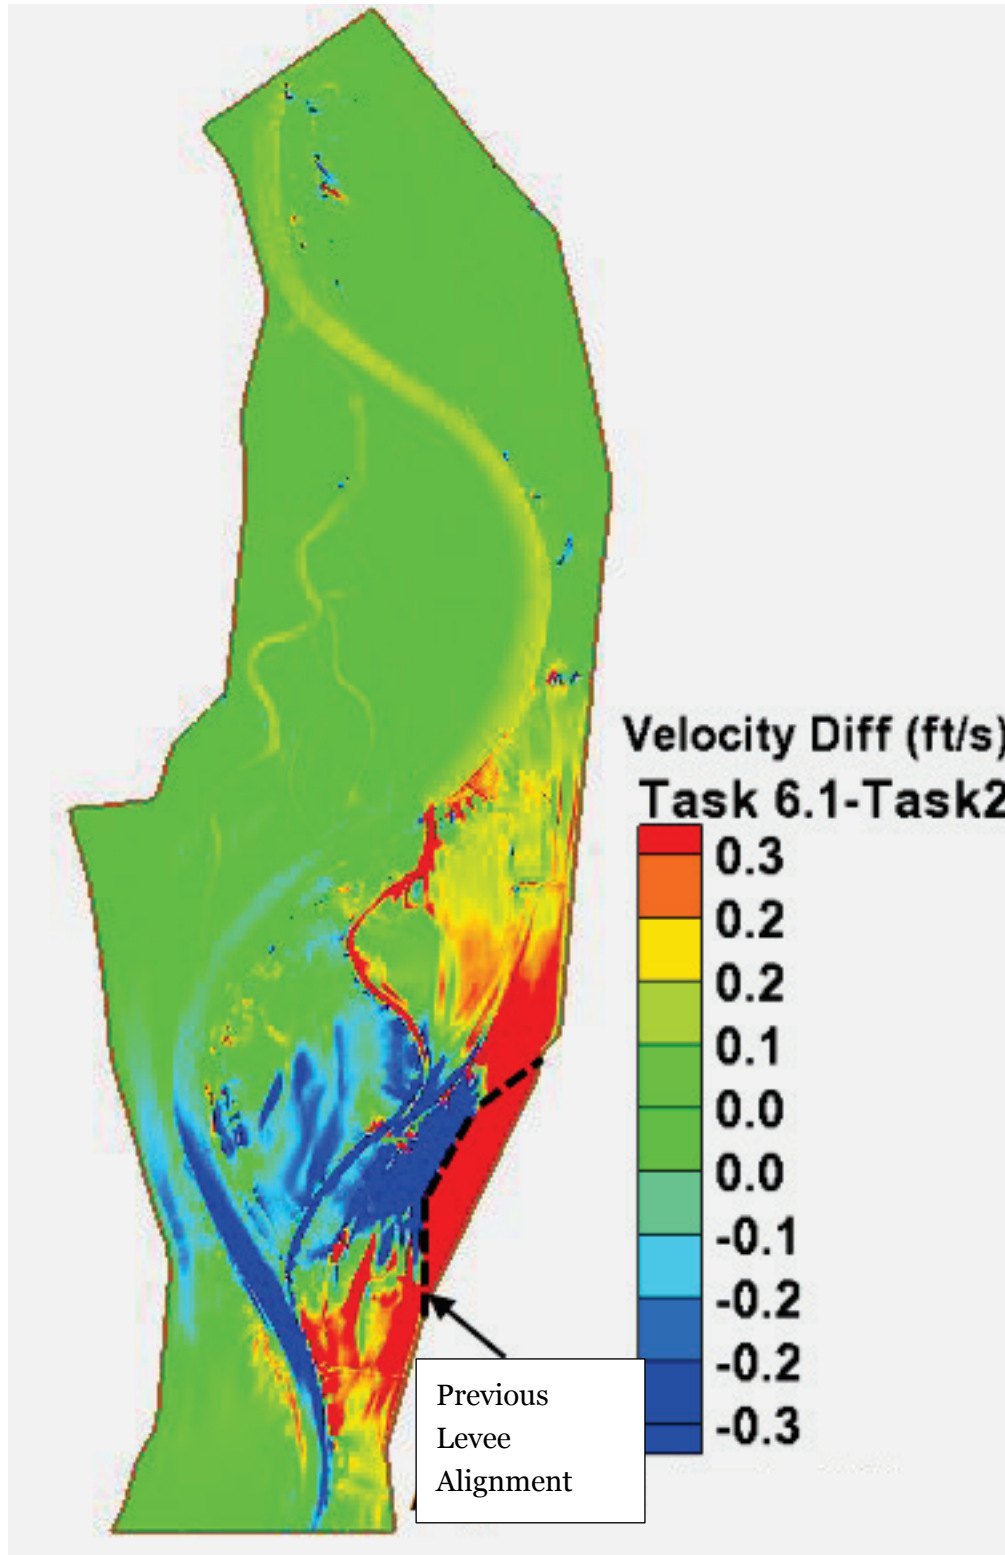 Velocity Diff (ft/s)
Task 6.1-Task2
0.3
0.2
0.2
0.1
0.0
0.0
-0.1
-0.2
-0.2
-0.3
Previous
Levee
Alignment